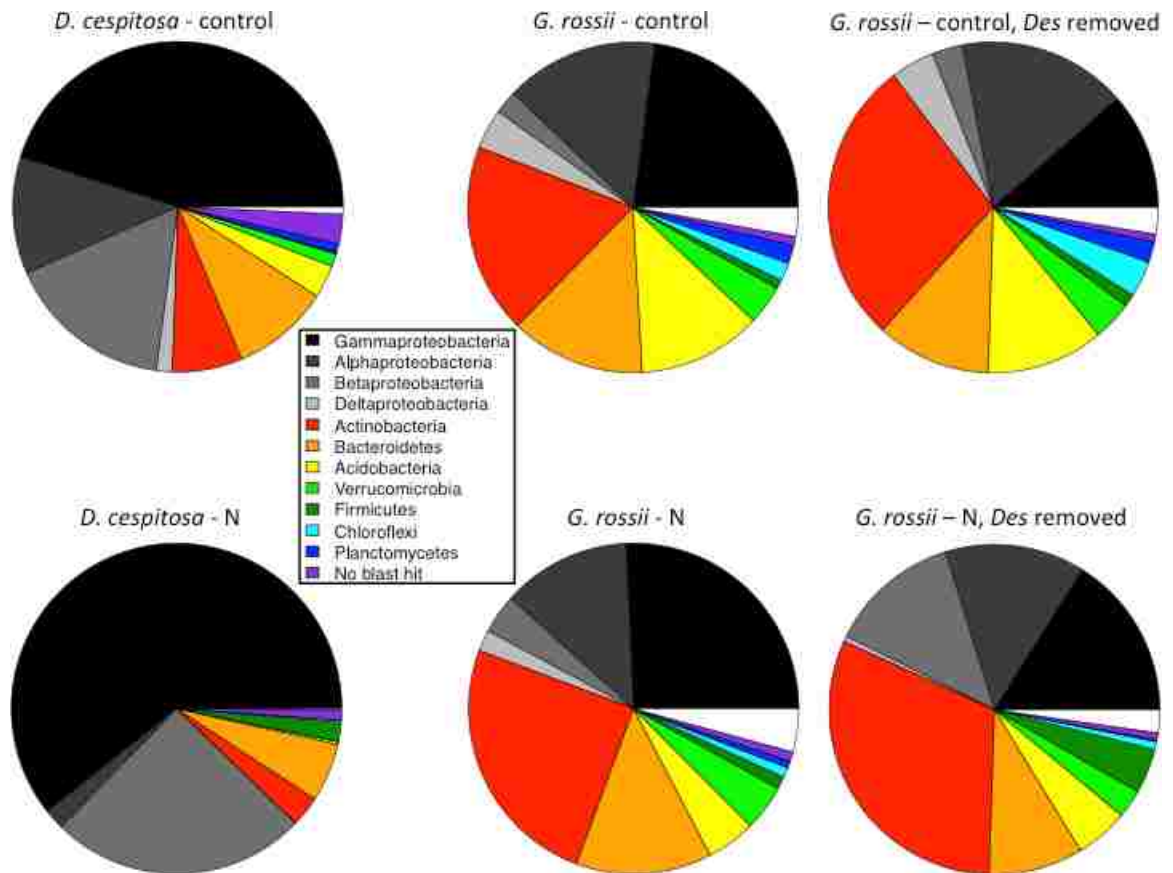 D. cespitosa - control
G. rossii - control
G. rossii – control, Des removed
Gammaproteobacteria
Alphaproteobacteria
Betaproteobacteria
Deltaproteobacteria
Actinobacteria
Bacteroidetes
Acidobacteria
Verrucomicrobia
Firmicutes
Chloroflexi
Planctomycetes
No blast hit
D. cespitosa - N
G. rossii - N
G. rossii – N, Des removed